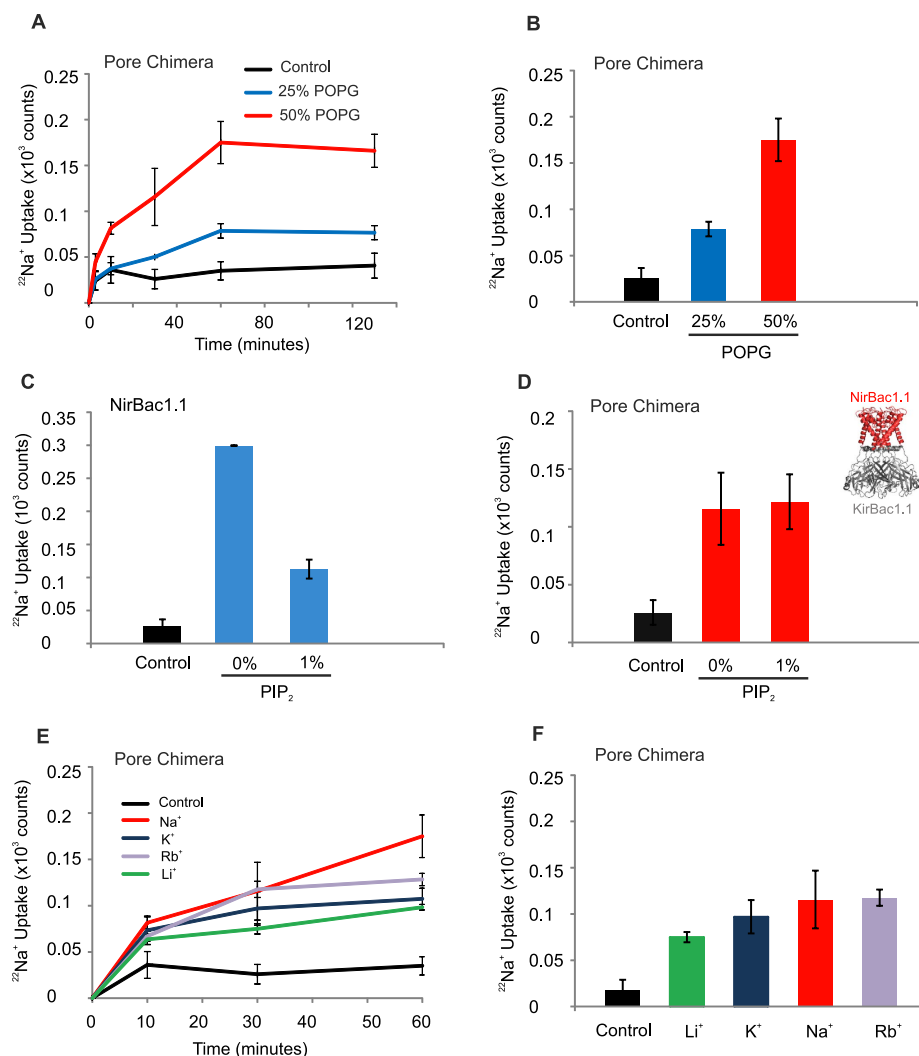 A
Pore Chimera
Control
25% POPG
50% POPG
0.25
0.2
0.15
0.1
0.05
0
²²Na⁺ Uptake (x10³ counts)
0 40 80 120
Time (minutes)
B
Pore Chimera
0.25
0.2
0.15
0.1
0.05
0
²²Na⁺ Uptake (x10³ counts)
Control 25% 50%
POPG
C
NirBac1.1
0.3
0.25
0.30
0.1
0.05
0
²²Na⁺ Uptake (10³ counts)
Control 0% 1%
PIP₂
D
Pore Chimera
NirBac1.1
KirBac1.1
0.2
0.15
0.1
0.05
0
²²Na⁺ Uptake (x10³ counts)
Control 0% 1%
PIP₂
E
Pore Chimera
Control
Na⁺
K⁺
Rb⁺
Li⁺
0.25
0.2
0.15
0.1
0.05
0
²²Na⁺ Uptake (x10³ counts)
0 10 20 30 40 50 60
Time (minutes)
F
Pore Chimera
0.25
0.2
0.15
0.1
0.05
0
²²Na⁺ Uptake (x10³ counts)
Control Li⁺ K⁺ Na⁺ Rb⁺